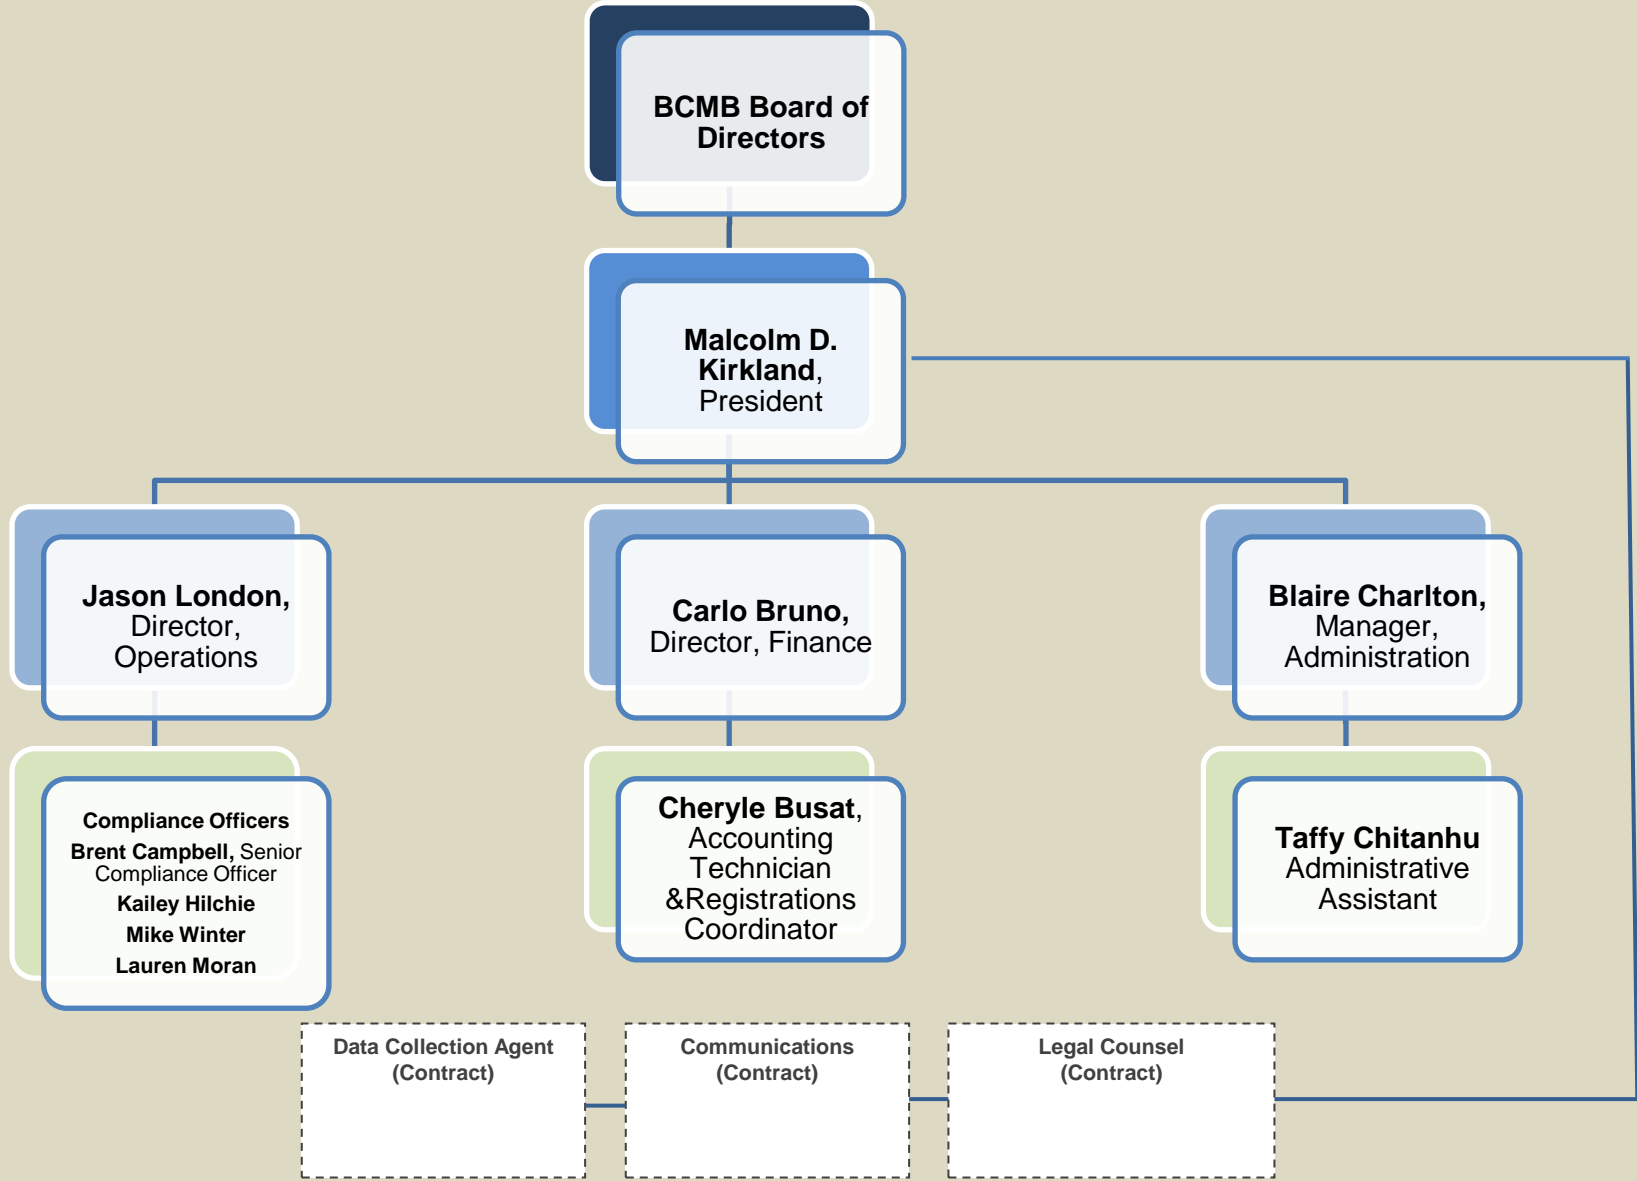 BCMB Board of
Directors
Malcolm D.
Kirkland,
President
Jason London,
Director,
Operations
Carlo Bruno,
Director, Finance
Blaire Charlton,
Manager,
Administration
Compliance Officers
Brent Campbell, Senior
Compliance Officer
Kailey Hilchie
Mike Winter
Lauren Moran
Cheryle Busat,
Accounting
Technician
&Registrations
Coordinator
Taffy Chitanhu
Administrative
Assistant
Data Collection Agent
(Contract)
Communications
(Contract)
Legal Counsel
(Contract)